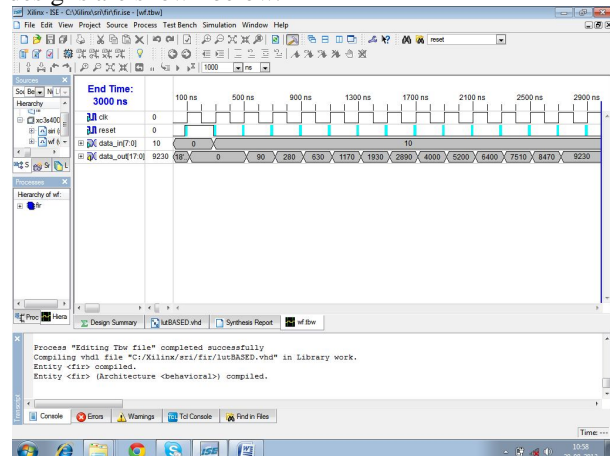 Xilinx - ISE - C:\Xilinx\sri\fir\fir.ise - [wf.tbw]
File Edit View Project Source Process Test Bench Simulation Window Help
reset
1000 ns
Sources
Hierarchy
xc3s400
End Time:
3000 ns
100 ns 500 ns 900 ns 1300 ns 1700 ns 2100 ns 2500 ns 2900 ns
clk 0
reset 0
data_in[7:0] 10 0 10
data_out[17:0] 9230 0 90 280 630 1170 1930 2890 4000 5200 6400 7510 8470 9230
Processes
Hierarchy of wf:
fir
Proc Hiera
Design Summary lutBASED.vhd Synthesis Report wf.tbw
Process "Editing Tbw file" completed successfully
Compiling vhdl file "C:/Xilinx/sri/fir/lutBASED.vhd" in Library work.
Entity <fir> compiled.
Entity <fir> (Architecture <behavioral>) compiled.
Transcript
Console Errors Warnings Tcl Console Find in Files
Time: ---
10:58